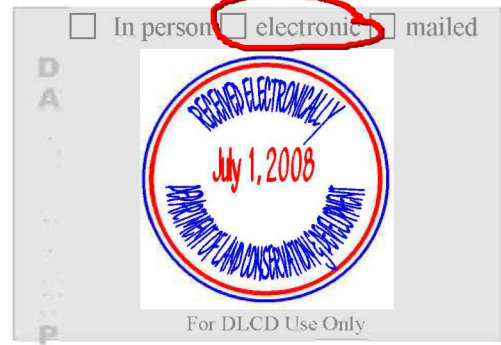 ☐ In person ☐ electronic ☐ mailed
D
A
RECEIVED ELECTRONICALLY
July 1, 2008
DEPARTMENT OF LAND CONSERVATION & DEVELOPMENT
P
For DLCD Use Only